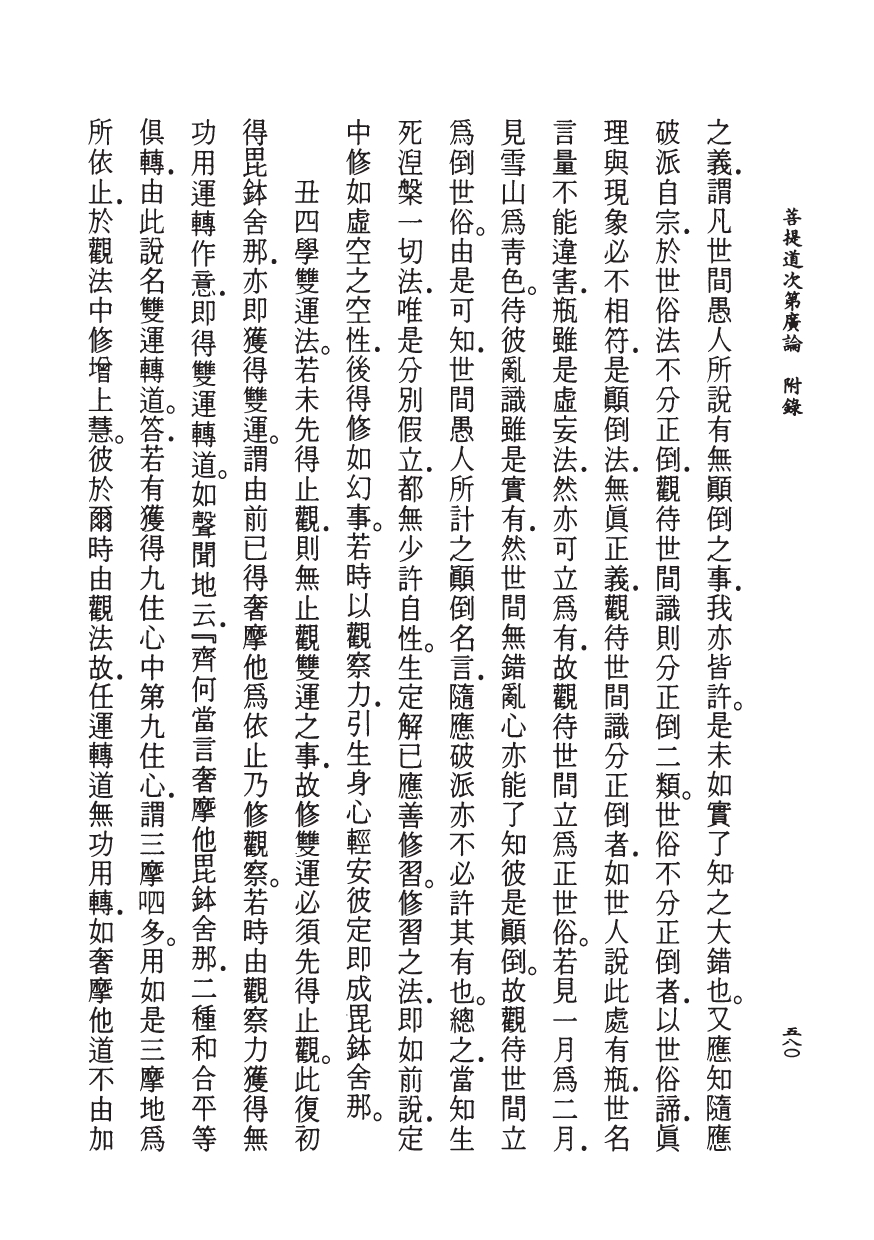 菩提道次第廣論　附錄
五八〇
之義．謂凡世間愚人所說有無顚倒之事．我亦皆許。是未如實了知之大錯也。又應知隨應
破派自宗．於世俗法不分正倒．觀待世間識則分正倒二類。世俗不分正倒者．以世俗諦．眞
理與現象必不相符．是顚倒法．無眞正義．觀待世間識分正倒者．如世人說此處有瓶．世名
言量不能違害．瓶雖是虛妄法．然亦可立爲有．故觀待世間立爲正世俗。若見一月爲二月．
見雪山爲靑色。待彼亂識雖是實有．然世間無錯亂心亦能了知彼是顚倒。故觀待世間立
爲倒世俗。由是可知．世間愚人所計之顚倒名言．隨應破派亦不必許其有也。總之．當知生
死湼槃一切法．唯是分別假立．都無少許自性。生定解已應善修習。修習之法．即如前說．定
中修如虛空之空性．後得修如幻事。若時以觀察力．引生身心輕安彼定即成毘鉢舍那。
丑四學雙運法。若未先得止觀．則無止觀雙運之事．故修雙運必須先得止觀。此復初
得毘鉢舍那．亦即獲得雙運。謂由前已得奢摩他爲依止乃修觀察。若時由觀察力獲得無
功用運轉作意．即得雙運轉道。如聲聞地云．『齊何當言奢摩他毘鉢舍那．二種和合平等
俱轉．由此說名雙運轉道。答．若有獲得九住心中第九住心．謂三摩呬多。用如是三摩地爲
所依止．於觀法中修增上慧。彼於爾時由觀法故．任運轉道無功用轉．如奢摩他道不由加